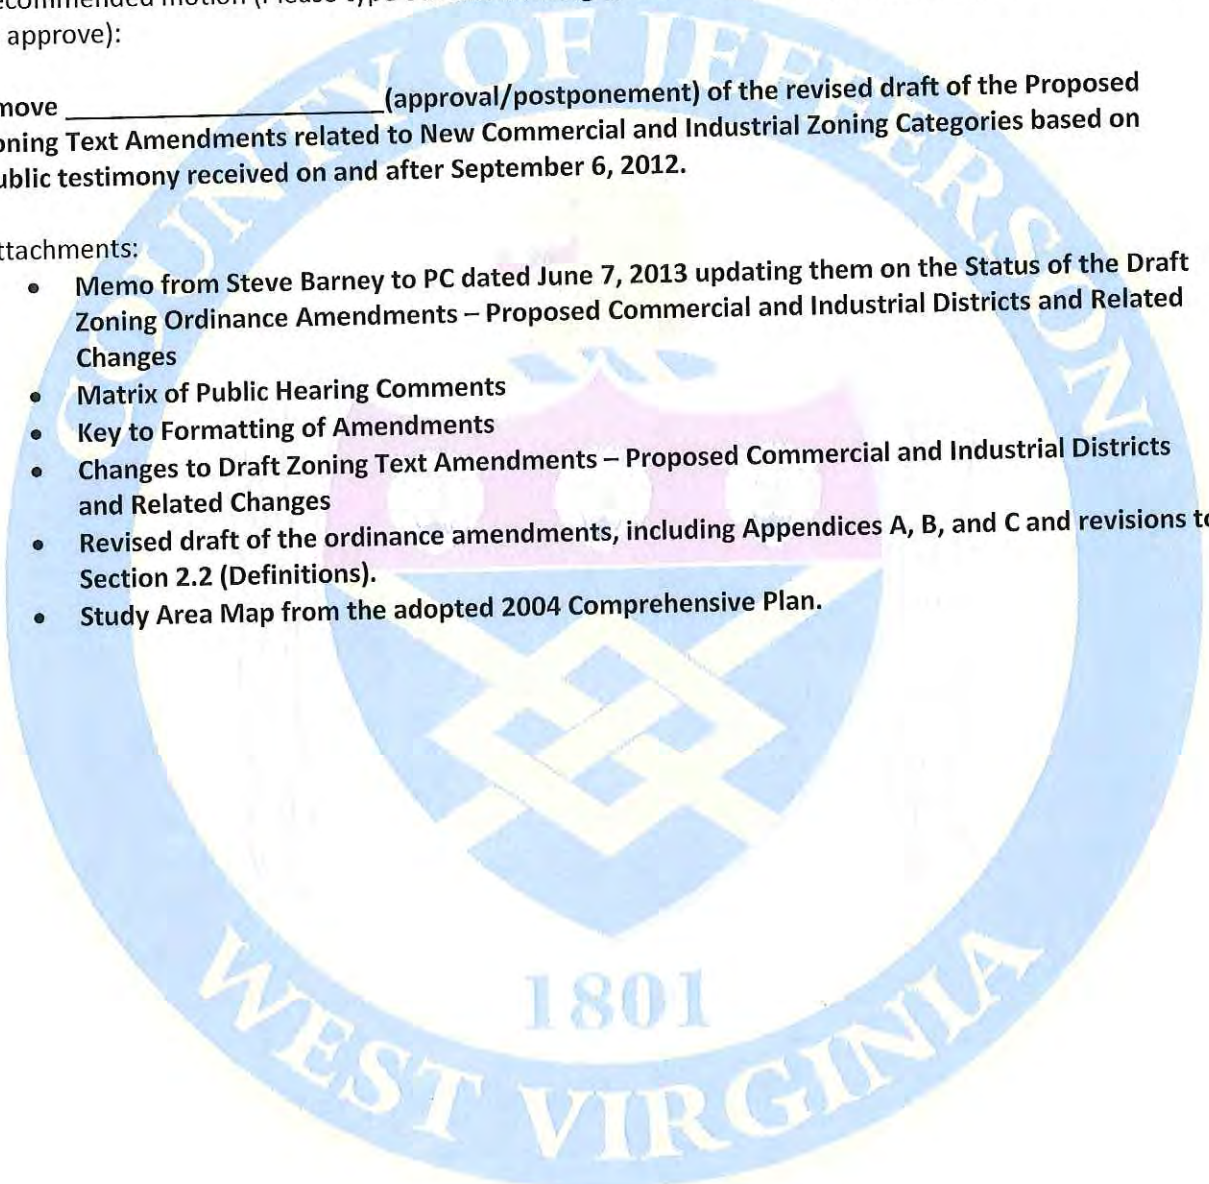 approve):
move ____________________(approval/postponement) of the revised draft of the Proposed
oning Text Amendments related to New Commercial and Industrial Zoning Categories based on
ublic testimony received on and after September 6, 2012.
ttachments:
• Memo from Steve Barney to PC dated June 7, 2013 updating them on the Status of the Draft
Zoning Ordinance Amendments – Proposed Commercial and Industrial Districts and Related
Changes
• Matrix of Public Hearing Comments
• Key to Formatting of Amendments
• Changes to Draft Zoning Text Amendments – Proposed Commercial and Industrial Districts
and Related Changes
• Revised draft of the ordinance amendments, including Appendices A, B, and C and revisions to
Section 2.2 (Definitions).
• Study Area Map from the adopted 2004 Comprehensive Plan.
COUNTY OF JEFFERSON
1801
WEST VIRGINIA